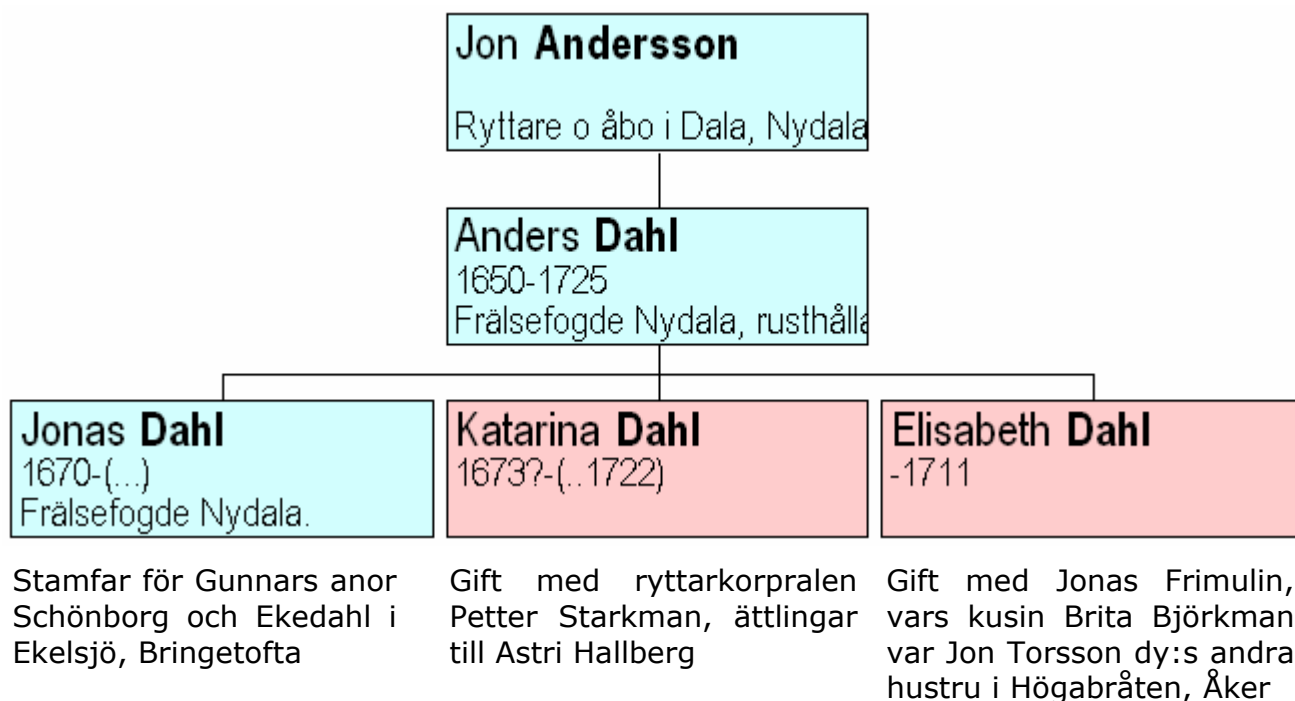 Jon Andersson
Ryttare o åbo i Dala, Nydala
Anders Dahl
1650-1725
Frälsefogde Nydala, rusthålla
Jonas Dahl
1670-(...)
Frälsefogde Nydala.
Katarina Dahl
1673?-(..1722)
Elisabeth Dahl
-1711
Stamfar för Gunnars anor
Schönborg och Ekedahl i
Ekelsjö, Bringetofta
Gift med ryttarkorpralen
Petter Starkman, ättlingar
till Astri Hallberg
Gift med Jonas Frimulin,
vars kusin Brita Björkman
var Jon Torsson dy:s andra
hustru i Högabråten, Åker